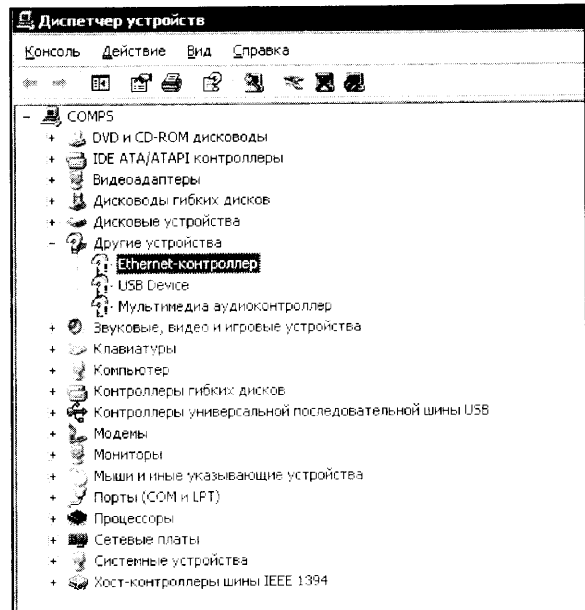 Диспетчер устройств
Консоль Действие Вид Справка
COMP5
DVD и CD-ROM дисководы
IDE ATA/ATAPI контроллеры
Видеоадаптеры
Дисководы гибких дисков
Дисковые устройства
Другие устройства
Ethernet-контроллер
USB Device
Мультимедиа аудиоконтроллер
Звуковые, видео и игровые устройства
Клавиатуры
Компьютер
Контроллеры гибких дисков
Контроллеры универсальной последовательной шины USB
Модемы
Мониторы
Мыши и иные указывающие устройства
Порты (COM и LPT)
Процессоры
Сетевые платы
Системные устройства
Хост-контроллеры шины IEEE 1394